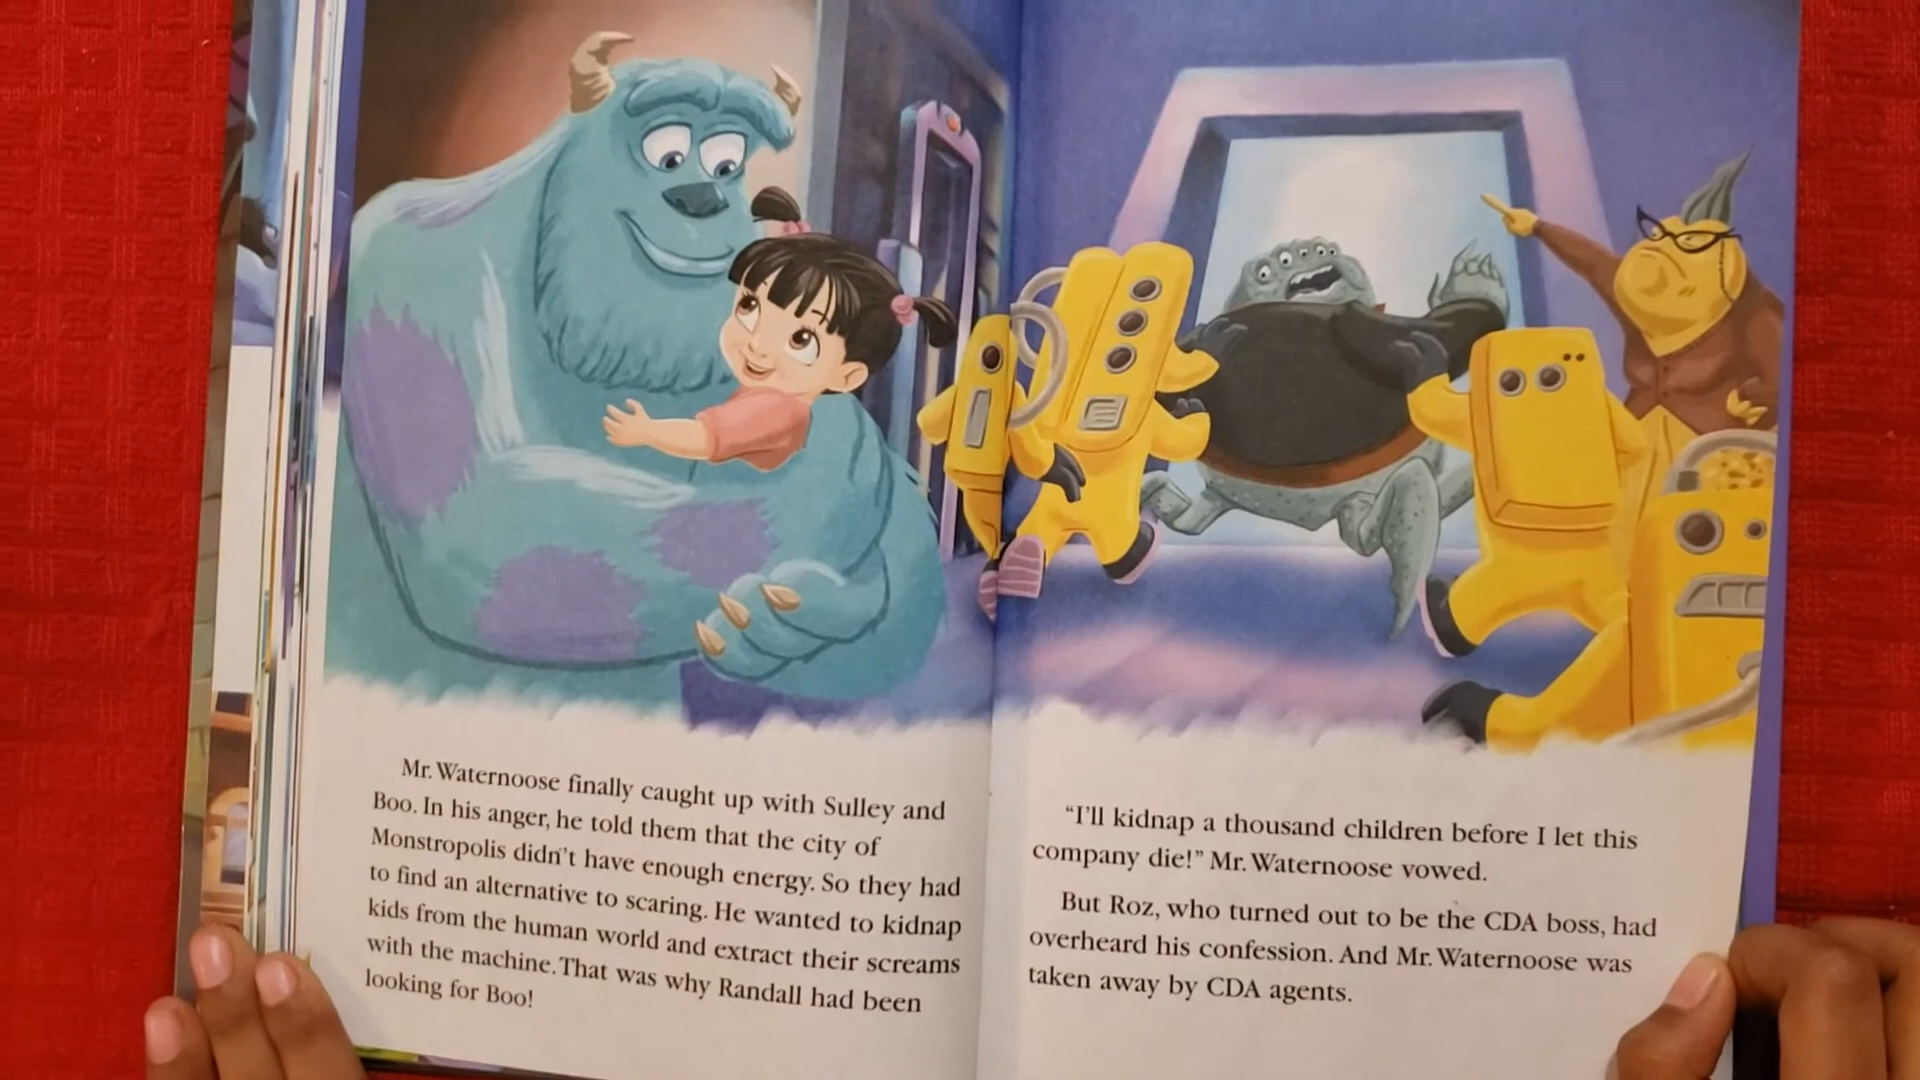 Mr. Waternoose finally caught up with Sulley and
Boo. In his anger, he told them that the city of
Monstropolis didn't have enough energy. So they had
to find an alternative to scaring. He wanted to kidnap
kids from the human world and extract their screams
with the machine. That was why Randall had been
looking for Boo!
“I'll kidnap a thousand children before I let this
company die!” Mr. Waternoose vowed.
But Roz, who turned out to be the CDA boss, had
overheard his confession. And Mr. Waternoose was
taken away by CDA agents.